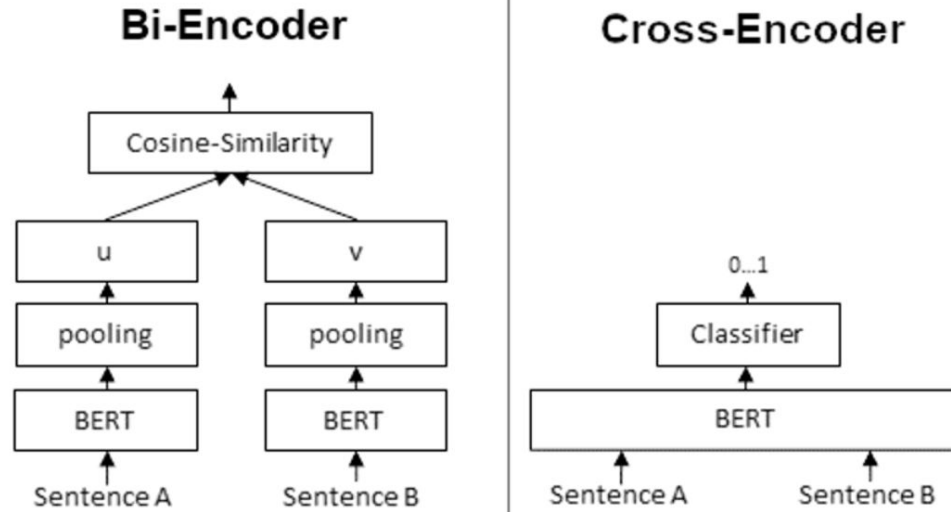 Bi-Encoder
Cosine-Similarity
u
v
pooling
pooling
BERT
BERT
Sentence A
Sentence B
Cross-Encoder
0...1
Classifier
BERT
Sentence A
Sentence B